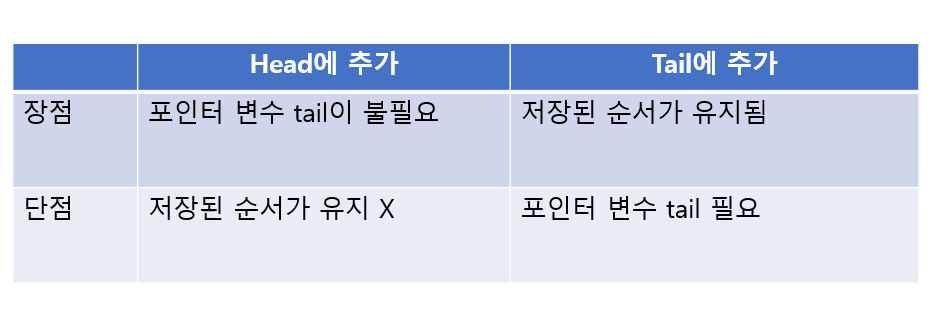 Head에 추가
Tail에 추가
장점
포인터 변수 tail이 불필요
저장된 순서가 유지됨
단점
저장된 순서가 유지 X
포인터 변수 tail 필요